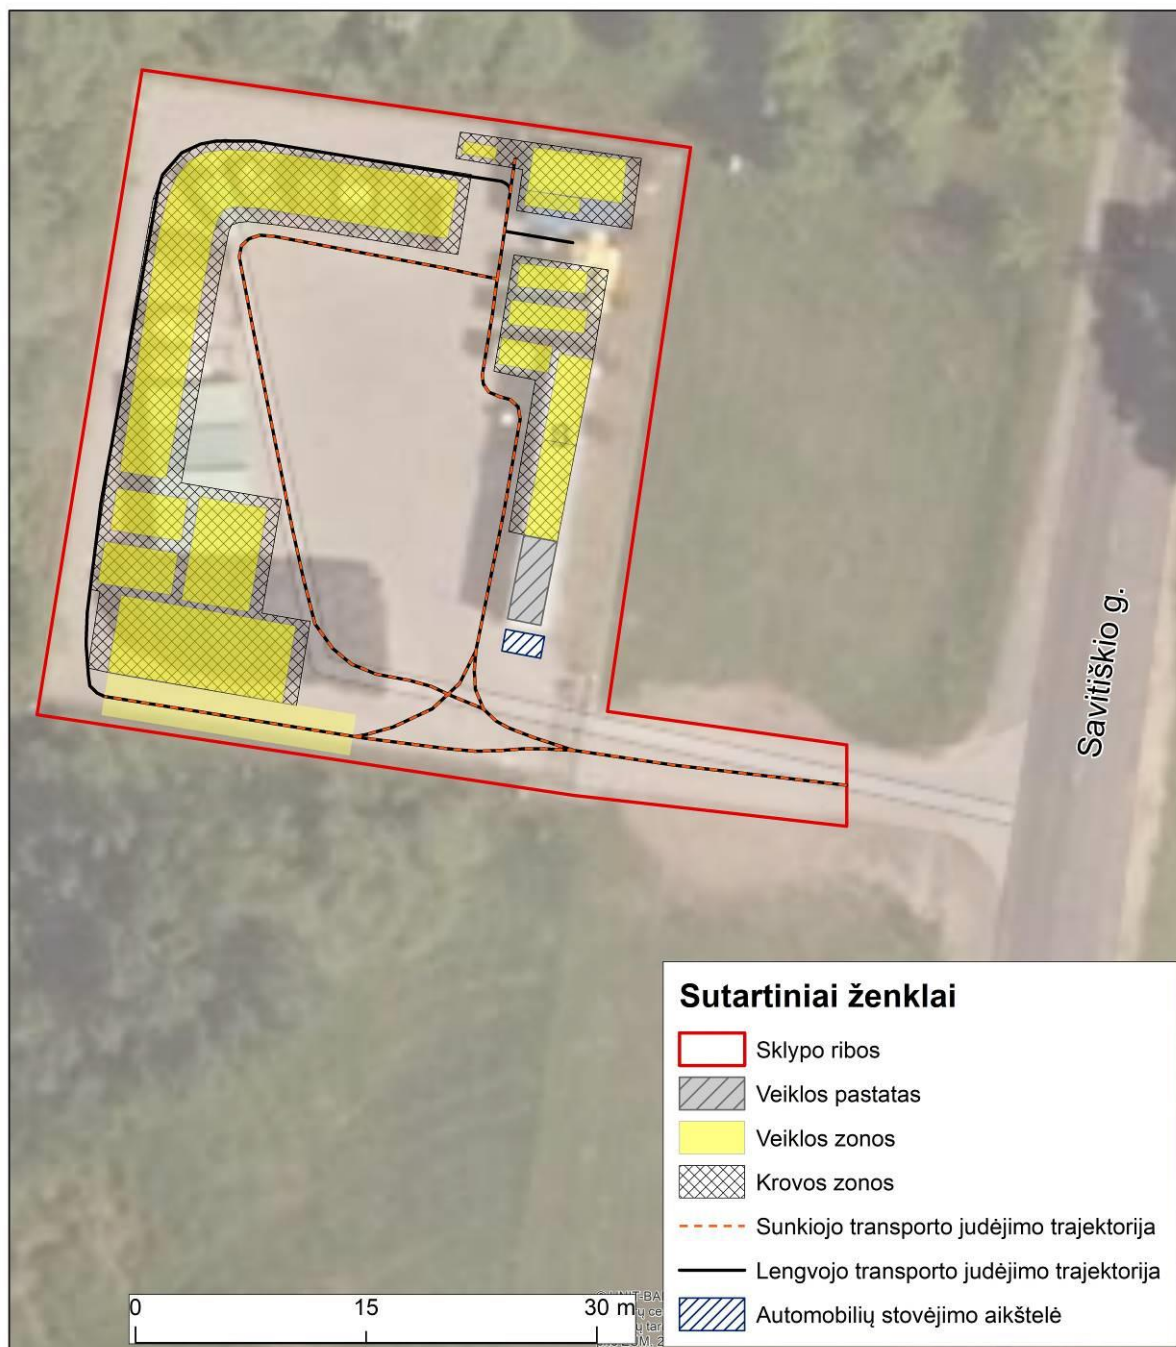 Savitiškio g.
Sutartiniai ženklai
Sklypo ribos
Veiklos pastatas
Veiklos zonos
Krovos zonos
Sunkiojo transporto judėjimo trajektorija
Lengvojo transporto judėjimo trajektorija
Automobilių stovėjimo aikštelė
0 15 30 m